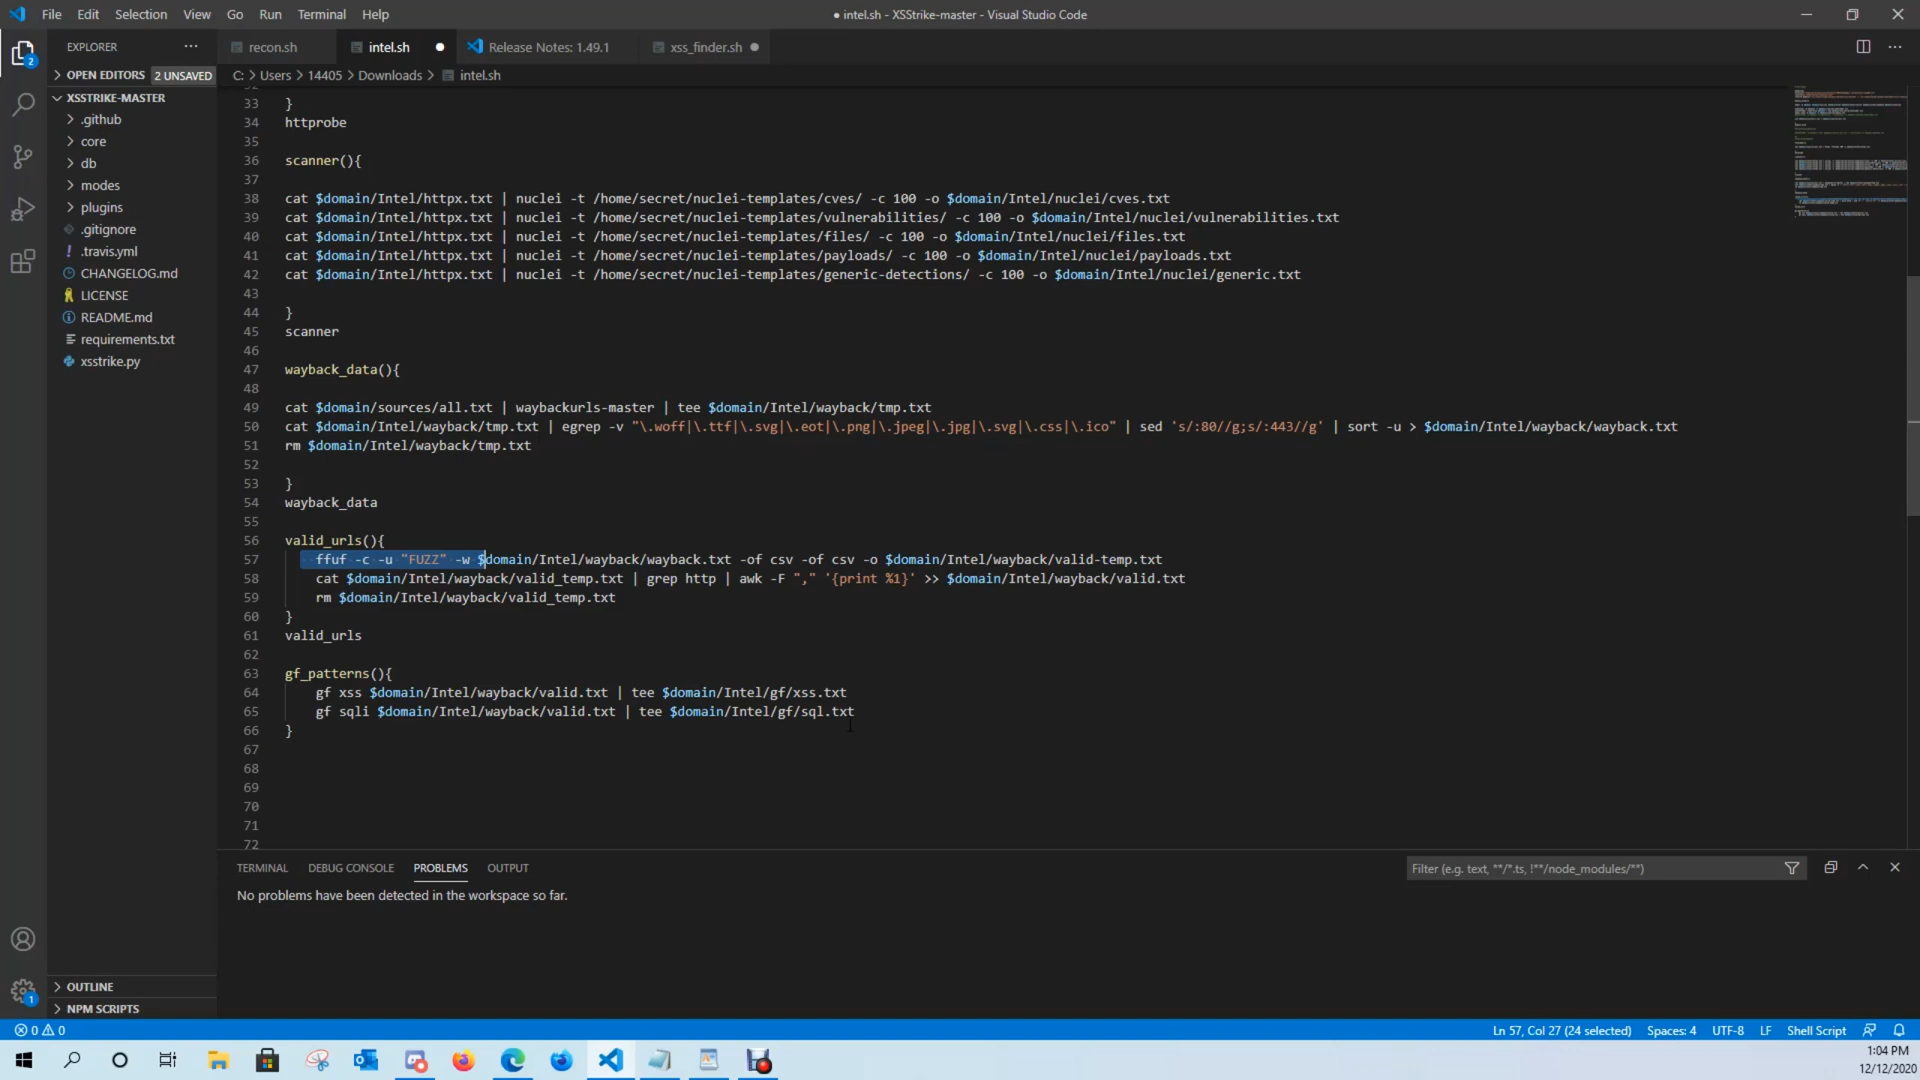 File Edit Selection View Go Run Terminal Help
● intel.sh - XSStrike-master - Visual Studio Code
EXPLORER
recon.sh
intel.sh
Release Notes: 1.49.1
xss_finder.sh
OPEN EDITORS 2 UNSAVED
C: > Users > 14405 > Downloads > intel.sh
XSSTRIKE-MASTER
.github
core
db
modes
plugins
.gitignore
.travis.yml
CHANGELOG.md
LICENSE
README.md
requirements.txt
xsstrike.py
33 }
34 httprobe
35
36 scanner(){
37
38 cat $domain/Intel/httpx.txt | nuclei -t /home/secret/nuclei-templates/cves/ -c 100 -o $domain/Intel/nuclei/cves.txt
39 cat $domain/Intel/httpx.txt | nuclei -t /home/secret/nuclei-templates/vulnerabilities/ -c 100 -o $domain/Intel/nuclei/vulnerabilities.txt
40 cat $domain/Intel/httpx.txt | nuclei -t /home/secret/nuclei-templates/files/ -c 100 -o $domain/Intel/nuclei/files.txt
41 cat $domain/Intel/httpx.txt | nuclei -t /home/secret/nuclei-templates/payloads/ -c 100 -o $domain/Intel/nuclei/payloads.txt
42 cat $domain/Intel/httpx.txt | nuclei -t /home/secret/nuclei-templates/generic-detections/ -c 100 -o $domain/Intel/nuclei/generic.txt
43
44 }
45 scanner
46
47 wayback_data(){
48
49 cat $domain/sources/all.txt | waybackurls-master | tee $domain/Intel/wayback/tmp.txt
50 cat $domain/Intel/wayback/tmp.txt | egrep -v "\.woff|\.ttf|\.svg|\.eot|\.png|\.jpeg|\.jpg|\.svg|\.css|\.ico" | sed 's/:80//g;s/:443//g' | sort -u > $domain/Intel/wayback/wayback.txt
51 rm $domain/Intel/wayback/tmp.txt
52
53 }
54 wayback_data
55
56 valid_urls(){
57 ffuf -c -u "FUZZ" -w $domain/Intel/wayback/wayback.txt -of csv -of csv -o $domain/Intel/wayback/valid-temp.txt
58 cat $domain/Intel/wayback/valid_temp.txt | grep http | awk -F "," '{print %1}' >> $domain/Intel/wayback/valid.txt
59 rm $domain/Intel/wayback/valid_temp.txt
60 }
61 valid_urls
62
63 gf_patterns(){
64 gf xss $domain/Intel/wayback/valid.txt | tee $domain/Intel/gf/xss.txt
65 gf sqli $domain/Intel/wayback/valid.txt | tee $domain/Intel/gf/sql.txt
66 }
67
68
69
70
71
72
TERMINAL DEBUG CONSOLE PROBLEMS OUTPUT
Filter (e.g. text, **/*.ts, !**/node_modules/**)
No problems have been detected in the workspace so far.
OUTLINE
NPM SCRIPTS
0 0
Ln 57, Col 27 (24 selected) Spaces: 4 UTF-8 LF Shell Script
1:04 PM
12/12/2020